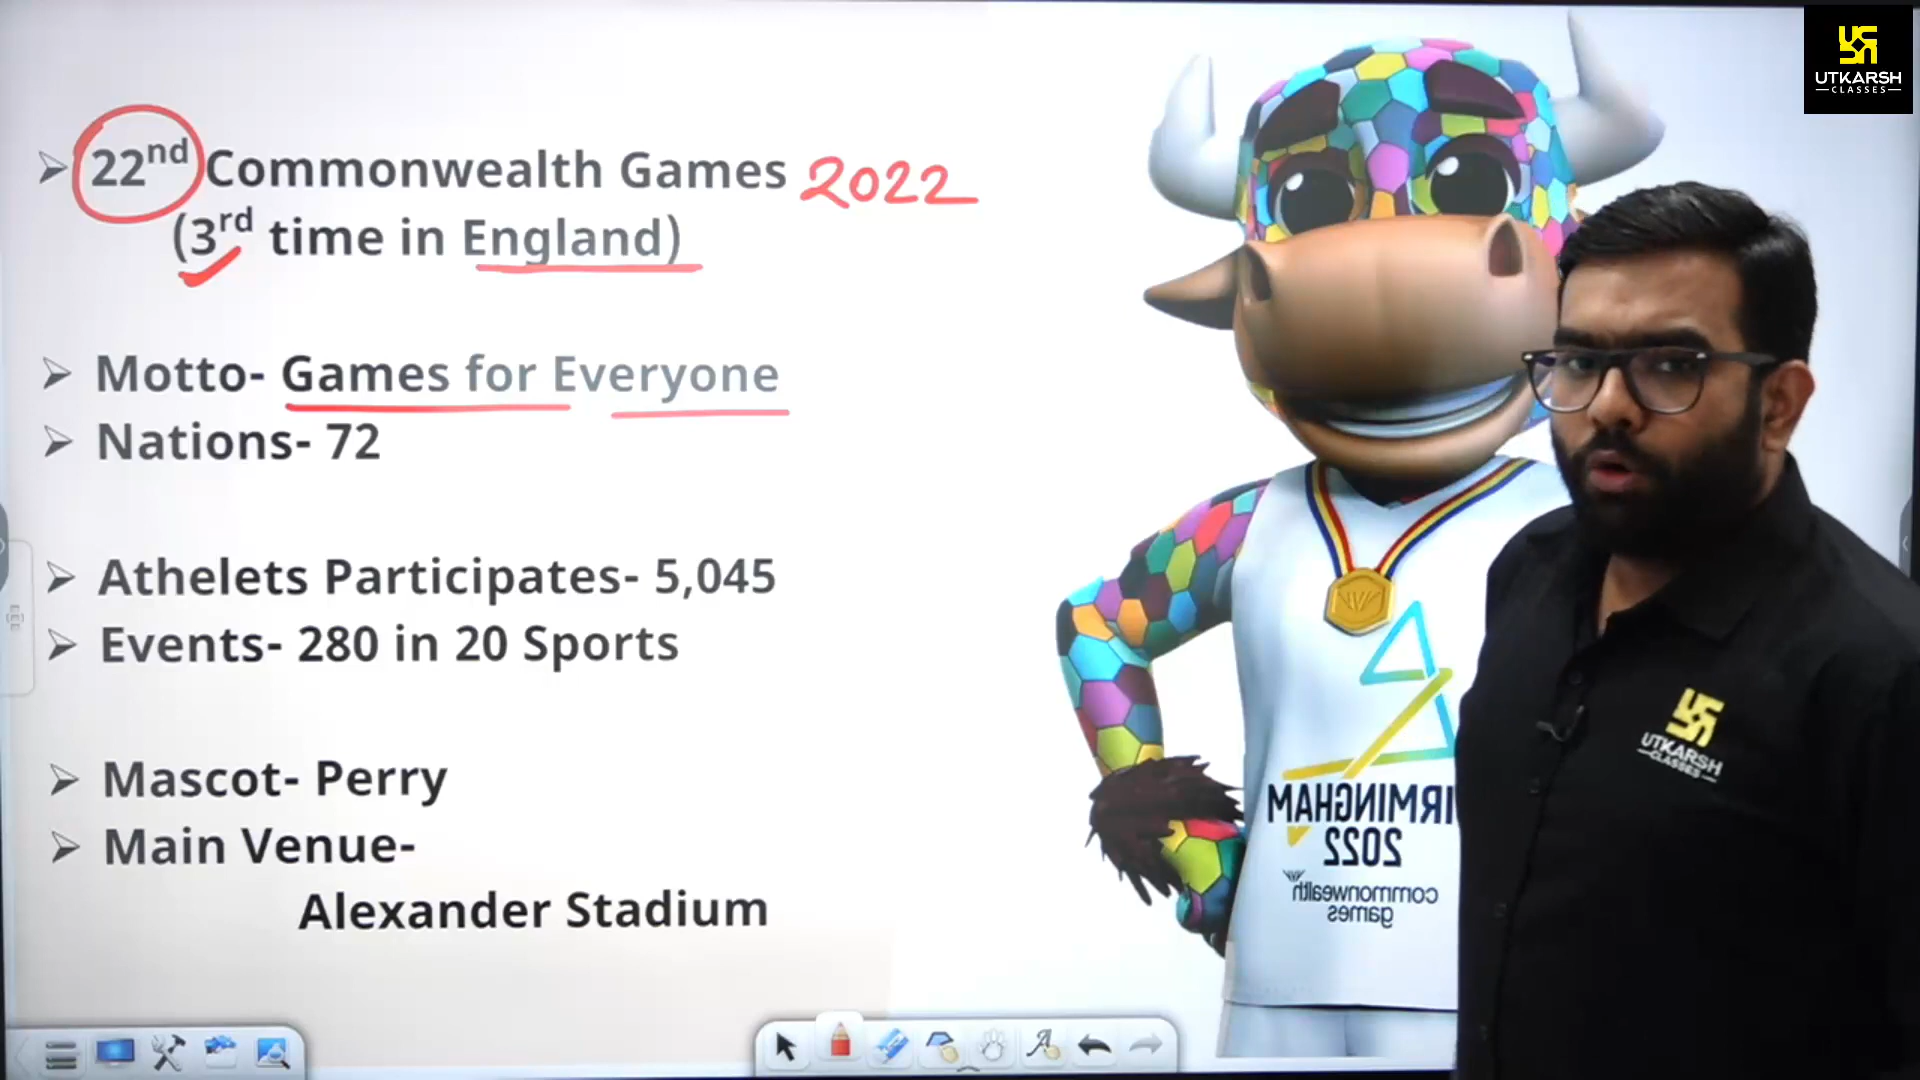 22nd Commonwealth Games 2022
(3rd time in England)
Motto- Games for Everyone
Nations- 72
Athelets Participates- 5,045
Events- 280 in 20 Sports
Mascot- Perry
Main Venue-
Alexander Stadium
BIRMINGHAM
2022
commonwealth
games
UTKARSH
CLASSES
UTKARSH
CLASSES